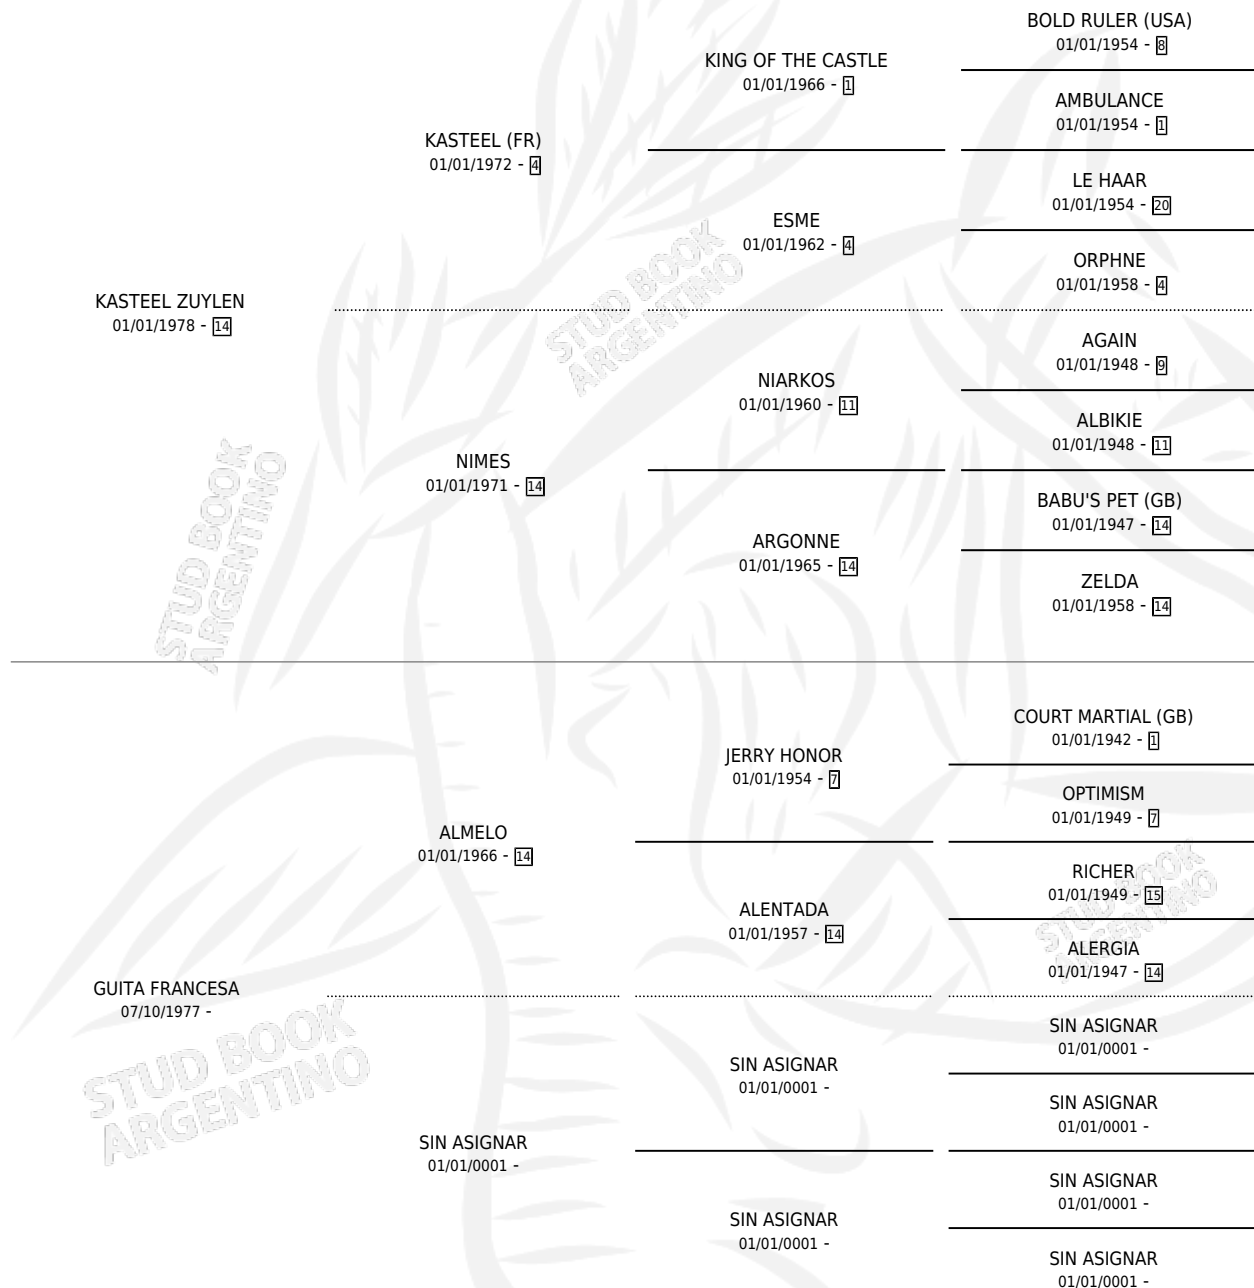 BOLD RULER (USA)
01/01/1954 - 8
KING OF THE CASTLE
01/01/1966 - 1
AMBULANCE
01/01/1954 - 1
KASTEEL (FR)
01/01/1972 - 4
LE HAAR
01/01/1954 - 20
ESME
01/01/1962 - 4
ORPHNE
01/01/1958 - 4
KASTEEL ZUYLEN
01/01/1978 - 14
AGAIN
01/01/1948 - 9
NIARKOS
01/01/1960 - 11
ALBIKIE
01/01/1948 - 11
NIMES
01/01/1971 - 14
BABU'S PET (GB)
01/01/1947 - 14
ARGONNE
01/01/1965 - 14
ZELDA
01/01/1958 - 14
STUD BOOK
ARGENTINO
STUD BOOK
ARGENTINO
COURT MARTIAL (GB)
01/01/1942 - 1
JERRY HONOR
01/01/1954 - 7
OPTIMISM
01/01/1949 - 7
ALMELO
01/01/1966 - 14
RICHER
01/01/1949 - 15
ALENTADA
01/01/1957 - 14
ALERGIA
01/01/1947 - 14
GUITA FRANCESA
07/10/1977 -
SIN ASIGNAR
01/01/0001 -
SIN ASIGNAR
01/01/0001 -
SIN ASIGNAR
01/01/0001 -
SIN ASIGNAR
01/01/0001 -
SIN ASIGNAR
01/01/0001 -
SIN ASIGNAR
01/01/0001 -
SIN ASIGNAR
01/01/0001 -
STUD BOOK
ARGENTINO
STUD BOOK
ARGENTINO